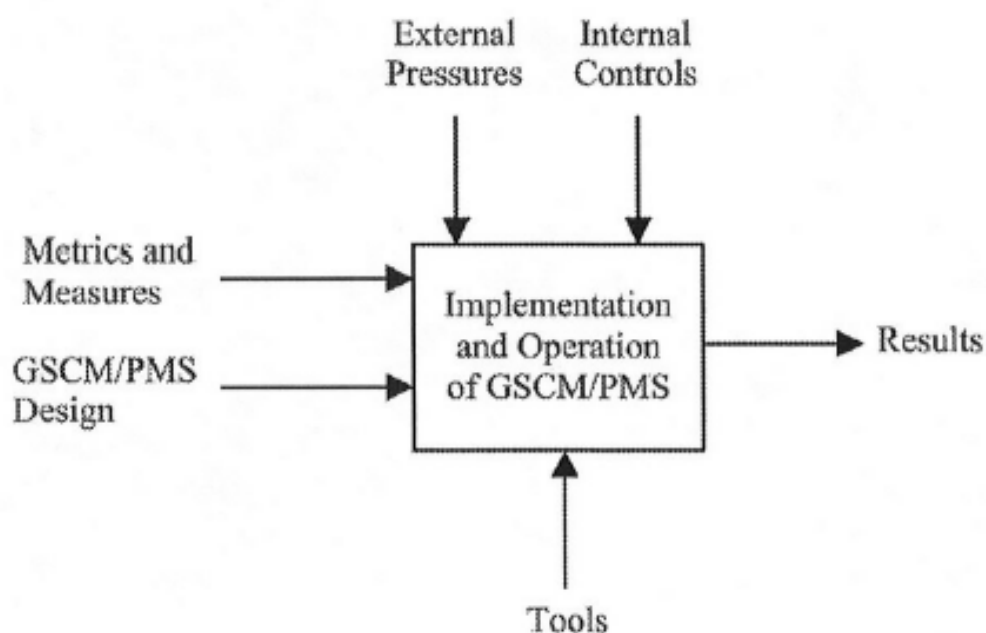 External
Pressures
Internal
Controls
Metrics and
Measures
GSCM/PMS
Design
Implementation
and Operation
of GSCM/PMS
Results
Tools